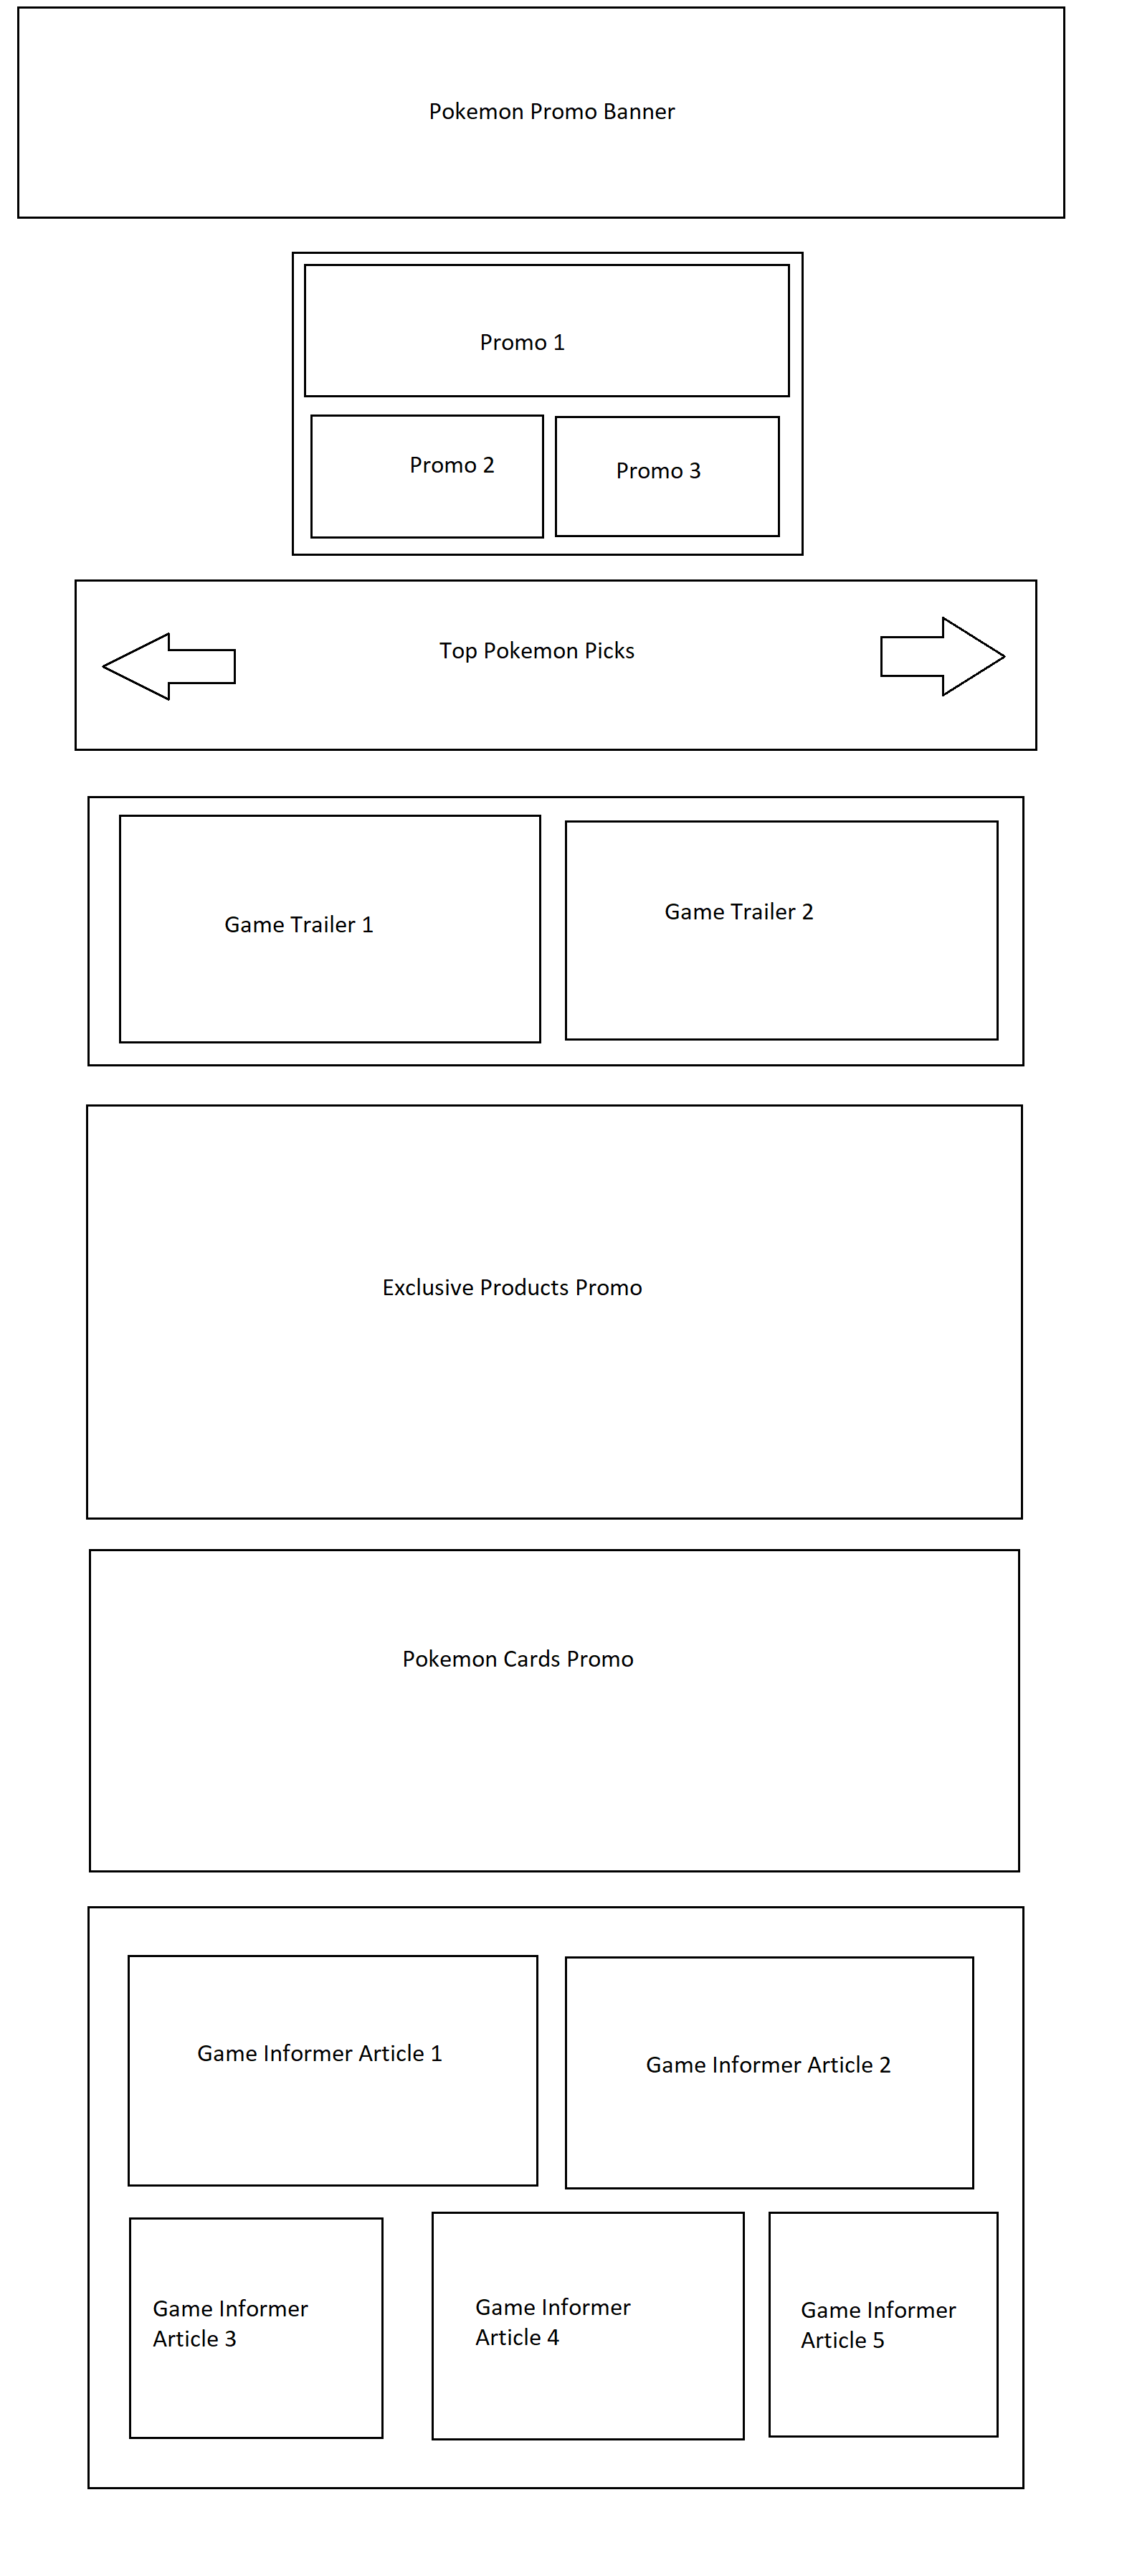 Pokemon Promo Banner
Promo 1
Promo 2
Promo 3
Top Pokemon Picks
Game Trailer 1
Game Trailer 2
Exclusive Products Promo
Pokemon Cards Promo
Game Informer Article 1
Game Informer Article 2
Game Informer
Article 3
Game Informer
Article 4
Game Informer
Article 5